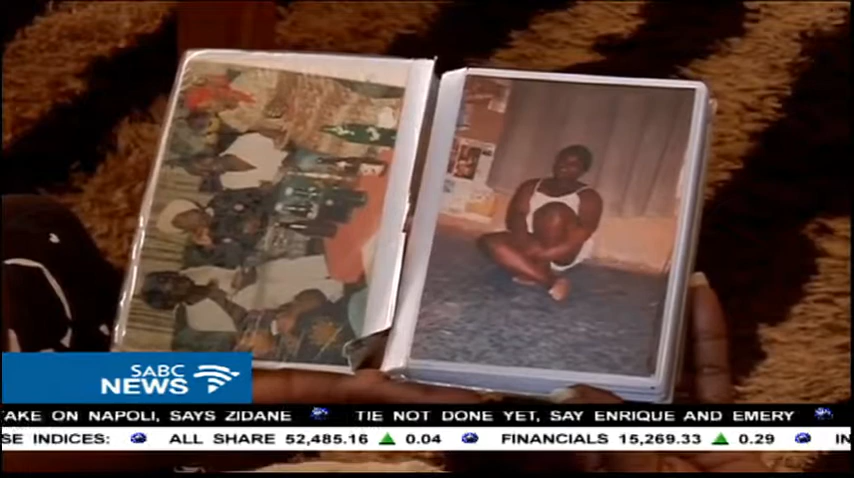 SABC
NEWS
TAKE ON NAPOLI, SAYS ZIDANE TIE NOT DONE YET, SAY ENRIQUE AND EMERY
SE INDICES: ALL SHARE 52,485.16 0.04 FINANCIALS 15,269.33 0.29 IN